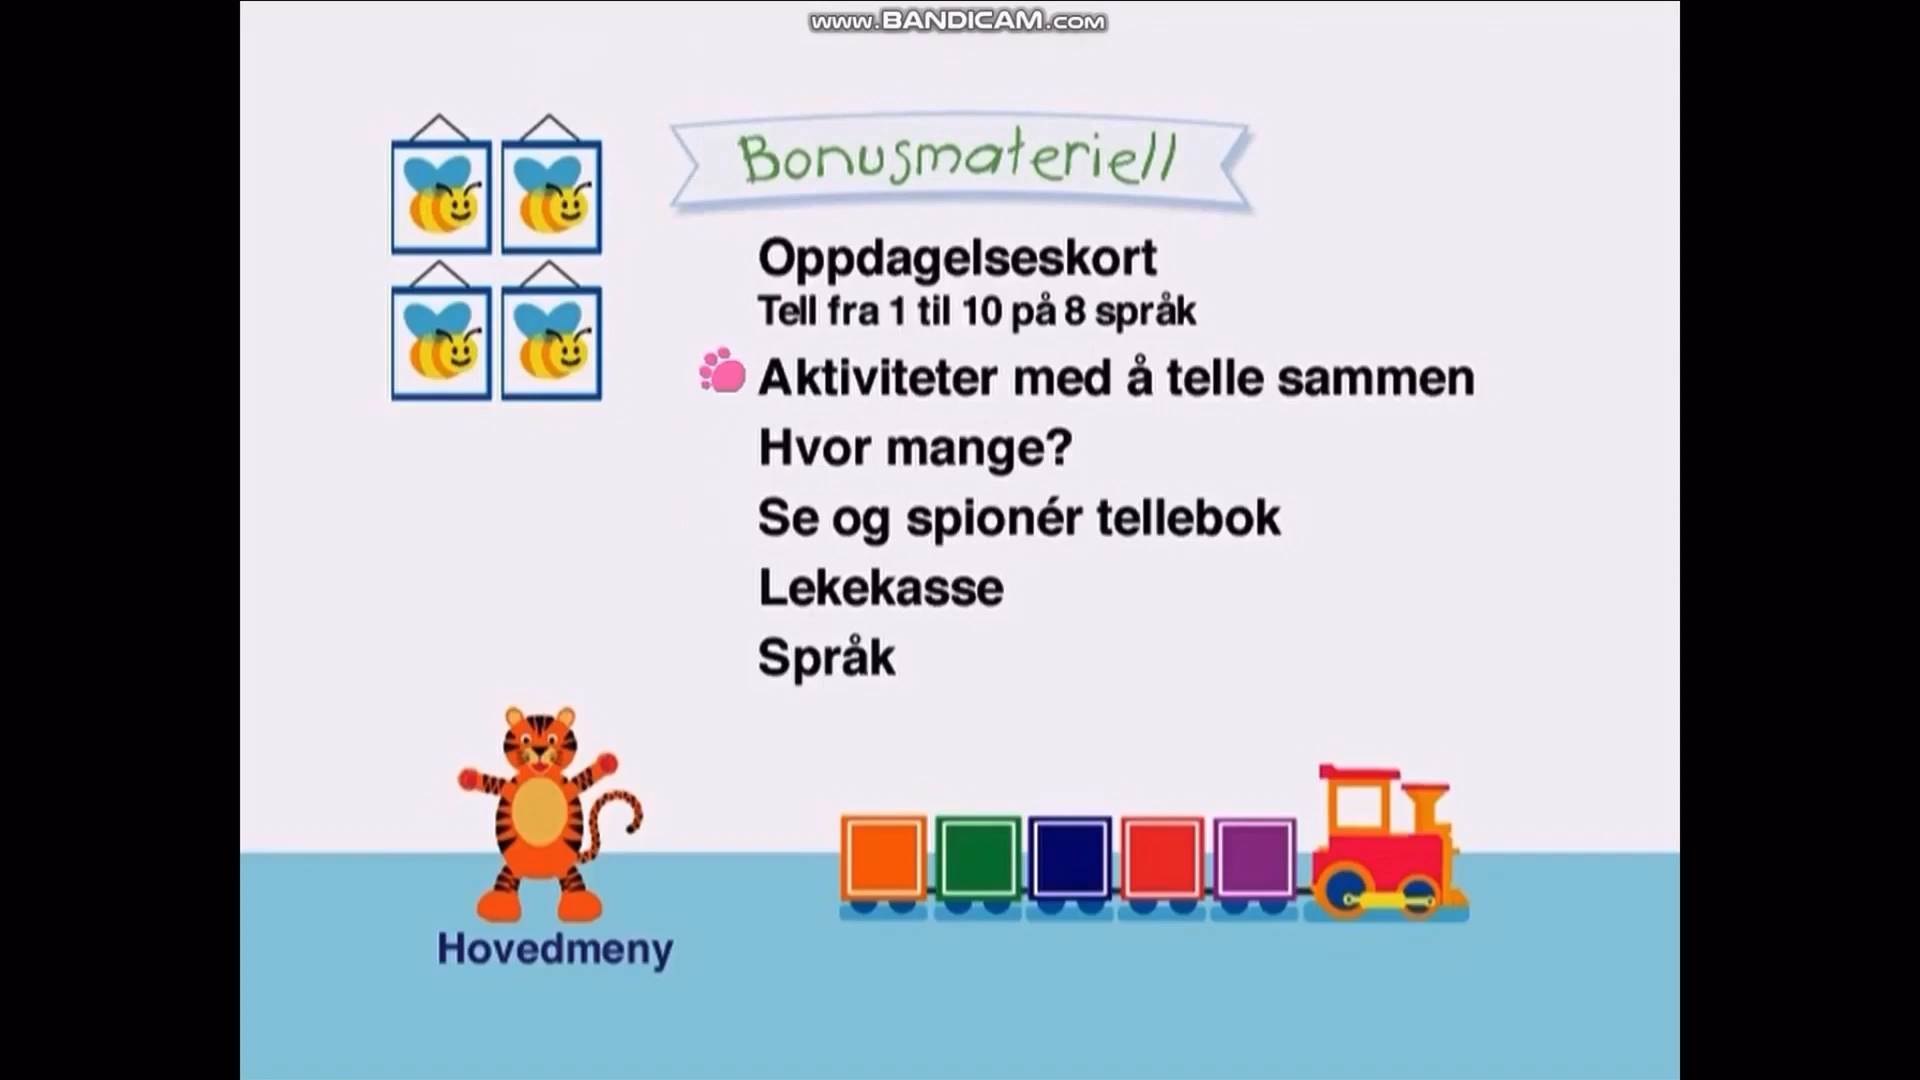 www.BANDICAM.com
Bonusmateriell
Oppdagelseskort
Tell fra 1 til 10 på 8 språk
Aktiviteter med å telle sammen
Hvor mange?
Se og spionér tellebok
Lekekasse
Språk
Hovedmeny